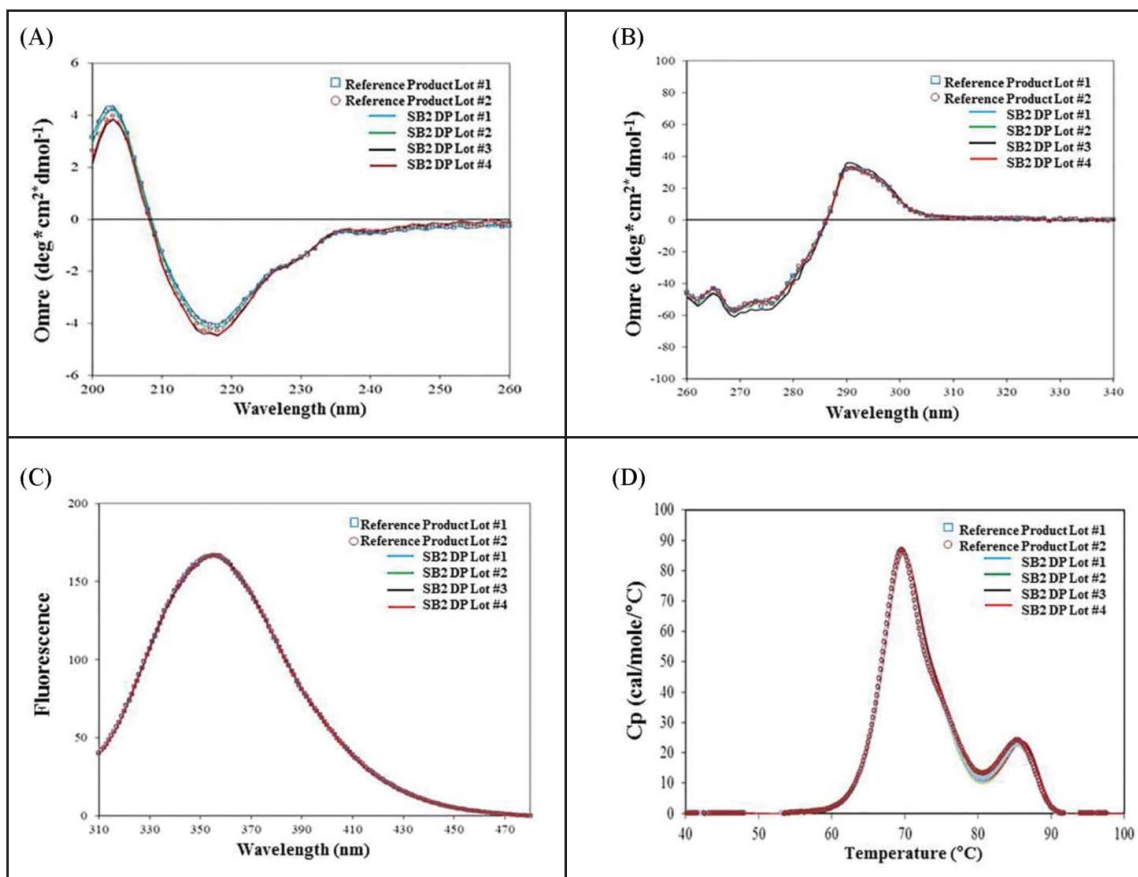 (A)
Reference Product Lot #1
Reference Product Lot #2
SB2 DP Lot #1
SB2 DP Lot #2
SB2 DP Lot #3
SB2 DP Lot #4
6
4
2
0
-2
-4
-6
Omre (deg* cm2* dmol-1)
200 210 220 230 240 250 260
Wavelength (nm)
(B)
Reference Product Lot #1
Reference Product Lot #2
SB2 DP Lot #1
SB2 DP Lot #2
SB2 DP Lot #3
SB2 DP Lot #4
100
80
60
40
20
0
-20
-40
-60
-80
-100
Omre (deg* cm2* dmol-1)
260 270 280 290 300 310 320 330 340
Wavelength (nm)
(C)
Reference Product Lot #1
Reference Product Lot #2
SB2 DP Lot #1
SB2 DP Lot #2
SB2 DP Lot #3
SB2 DP Lot #4
200
150
100
50
0
Fluorescence
310 330 350 370 390 410 430 450 470
Wavelength (nm)
(D)
Reference Product Lot #1
Reference Product Lot #2
SB2 DP Lot #1
SB2 DP Lot #2
SB2 DP Lot #3
SB2 DP Lot #4
100
90
80
70
60
50
40
30
20
10
0
Cp (cal/mole/°C)
40 50 60 70 80 90 100
Temperature (°C)